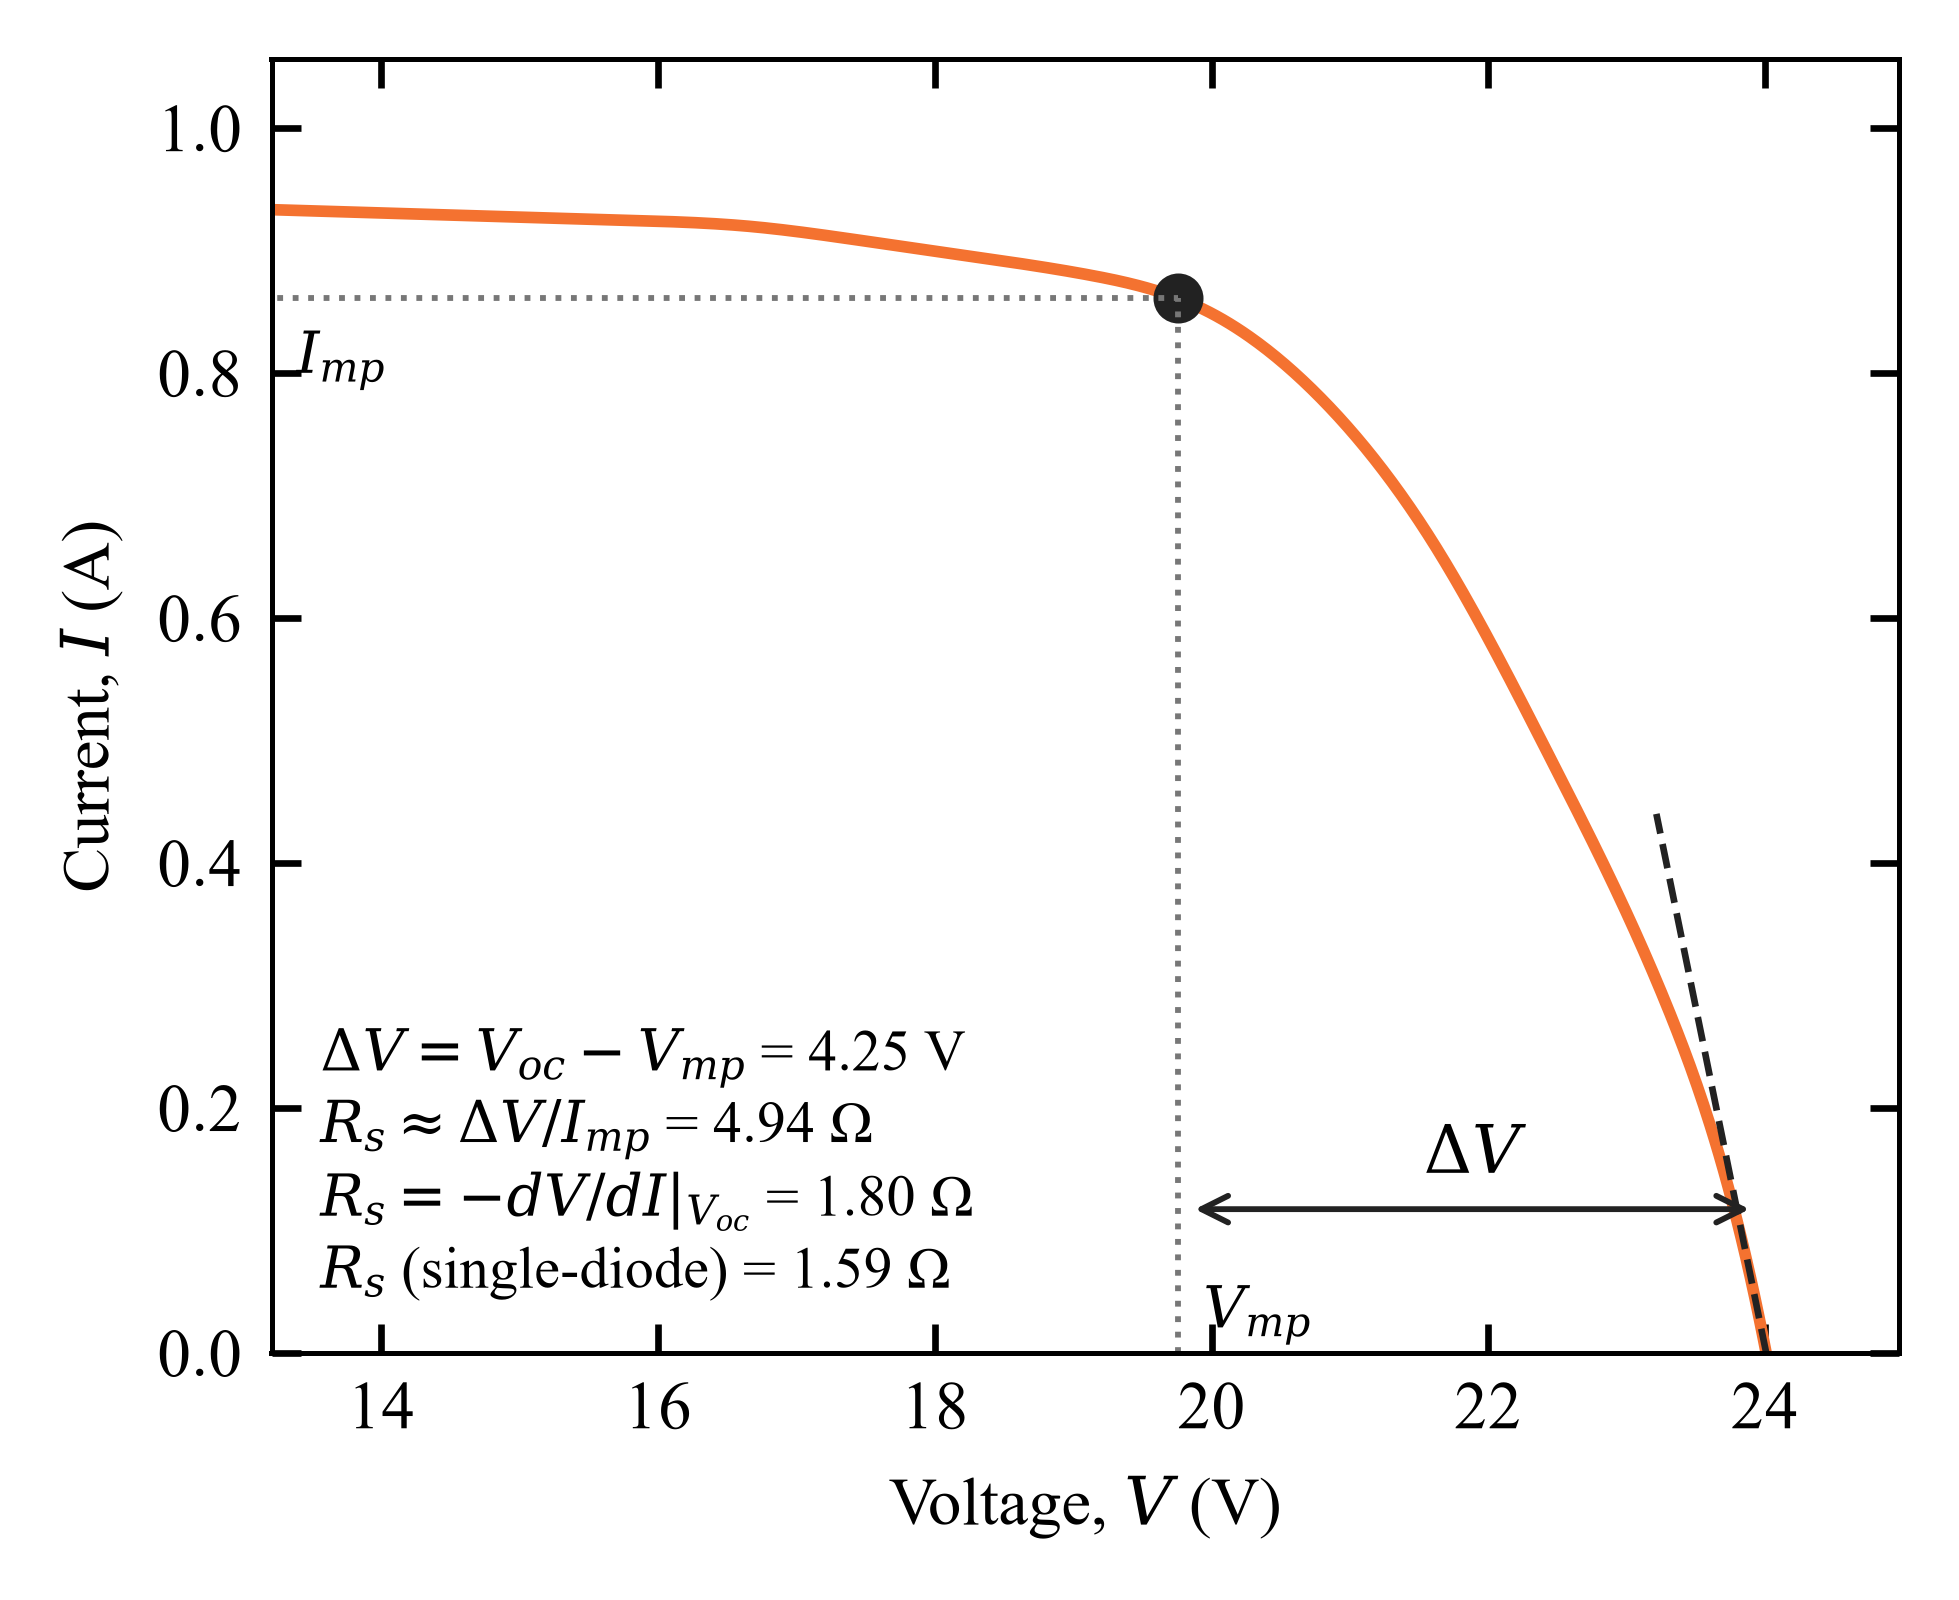 1.0
0.8
0.6
0.4
0.2
0.0
Current, I (A)
I_mp
ΔV = V_oc − V_mp = 4.25 V
R_s ≈ ΔV/I_mp = 4.94 Ω
R_s = −dV/dI|_V_oc = 1.80 Ω
R_s (single-diode) = 1.59 Ω
ΔV
V_mp
14 16 18 20 22 24
Voltage, V (V)